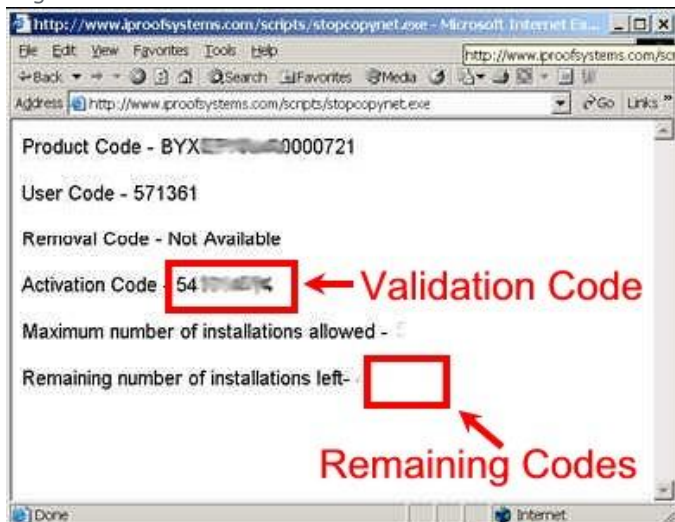 http://www.iproofsystems.com/scripts/stopcopynet.exe - Microsoft Internet Ex...
File Edit View Favorites Tools Help
http://www.iproofsystems.com/scr
Back Search Favorites Media
Address http://www.iproofsystems.com/scripts/stopcopynet.exe Go Links »
Product Code - BYX 0000721
User Code - 571361
Removal Code - Not Available
Activation Code - 54
Validation Code
Maximum number of installations allowed -
Remaining number of installations left-
Remaining Codes
Done Internet